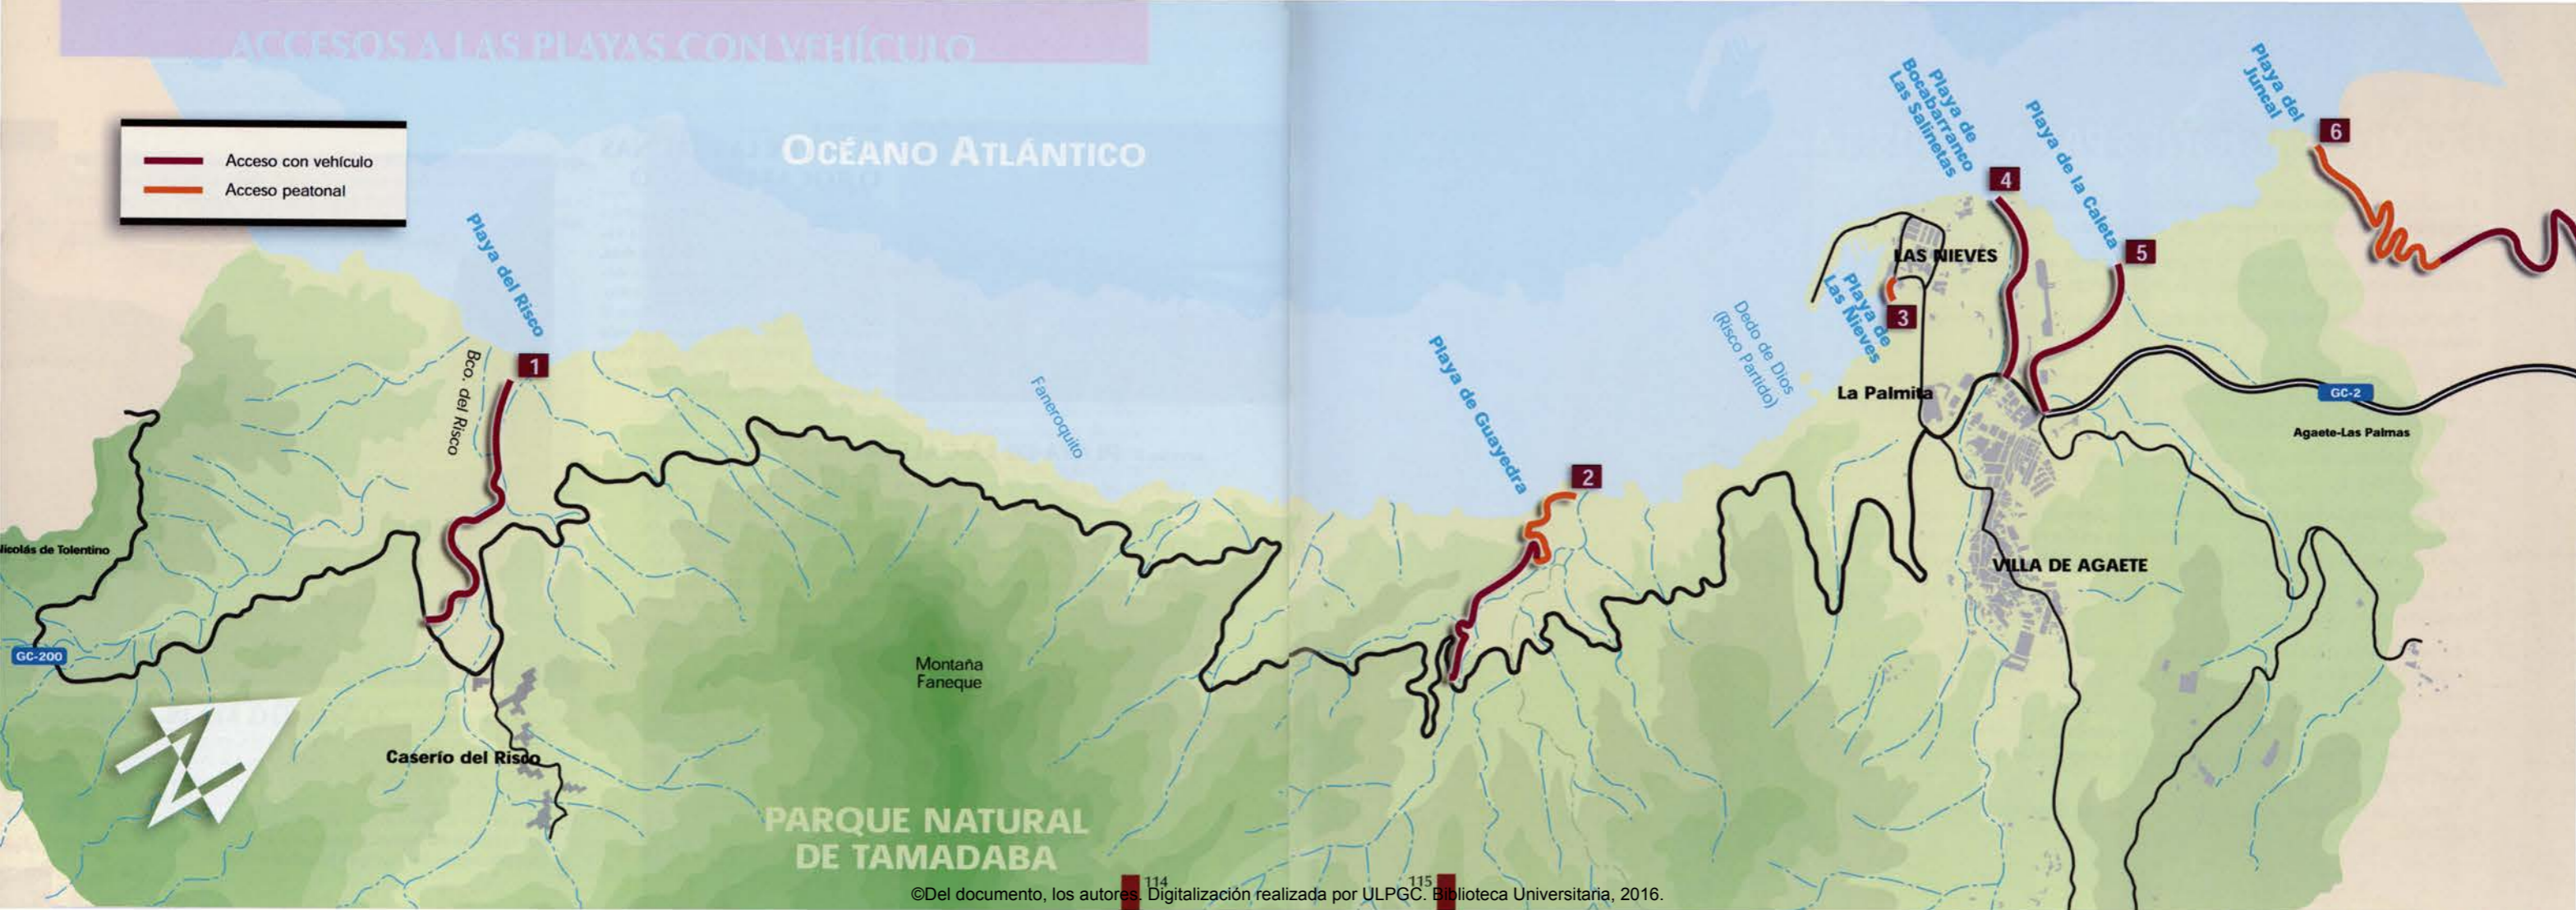 ACCESOS A LAS PLAYAS CON VEHÍCULO
Acceso con vehículo
Acceso peatonal
OCÉANO ATLÁNTICO
Playa del Risco
1
Bco. del Risco
Nicolás de Tolentino
GC-200
Caserío del Risco
Montaña
Faneque
PARQUE NATURAL
DE TAMADABA
Faneroquito
Playa de Guayedra
2
Dedo de Dios
(Risco Partido)
Playa de
Las Nieves
3
LAS NIEVES
La Palmita
Playa de
Bocabarranco
Las Salinetas
4
Playa de la Caleta
5
Playa del
Juncal
6
GC-2
Agaete-Las Palmas
VILLA DE AGAETE
114
115
©Del documento, los autores. Digitalización realizada por ULPGC. Biblioteca Universitaria, 2016.